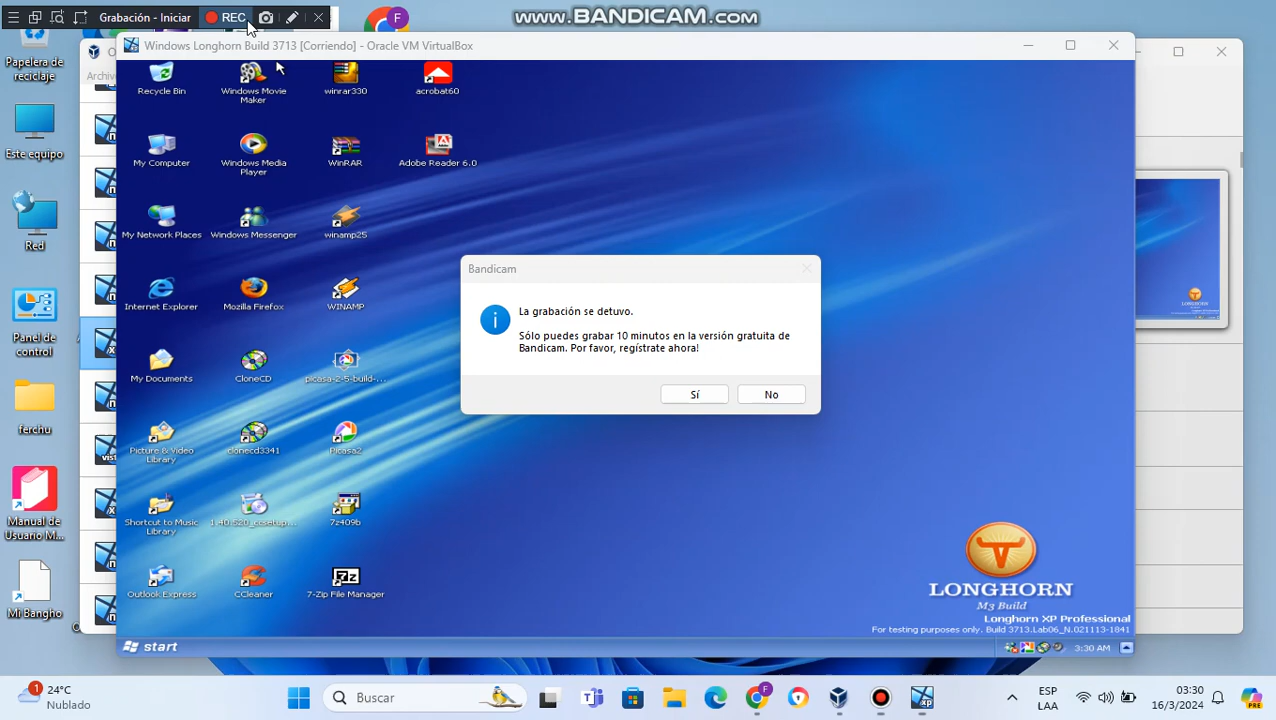 Grabación - Iniciar
REC
F
WWW.BANDICAM.COM
Papelera de
reciclaje
Este equipo
Red
Panel de
control
ferchu
Manual de
Usuario M...
Mi Bangho
Windows Longhorn Build 3713 [Corriendo] - Oracle VM VirtualBox
Recycle Bin
Windows Movie
Maker
winrar330
acrobat60
My Computer
Windows Media
Player
WinRAR
Adobe Reader 6.0
My Network Places
Windows Messenger
winamp25
Internet Explorer
Mozilla Firefox
WINAMP
My Documents
CloneCD
picasa-2-5-build-...
Picture & Video
Library
clonecd3341
Picasa2
Shortcut to Music
Library
7z409b
Outlook Express
CCleaner
7-Zip File Manager
Bandicam
La grabación se detuvo.
Sólo puedes grabar 10 minutos en la versión gratuita de
Bandicam. Por favor, regístrate ahora!
Sí
No
LONGHORN
M3 Build
Longhorn XP Professional
For testing purposes only. Build 3713.Lab06_N.021113-1841
start
3:30 AM
1
24°C
Nublado
Buscar
ESP
LAA
03:30
16/3/2024
PRE